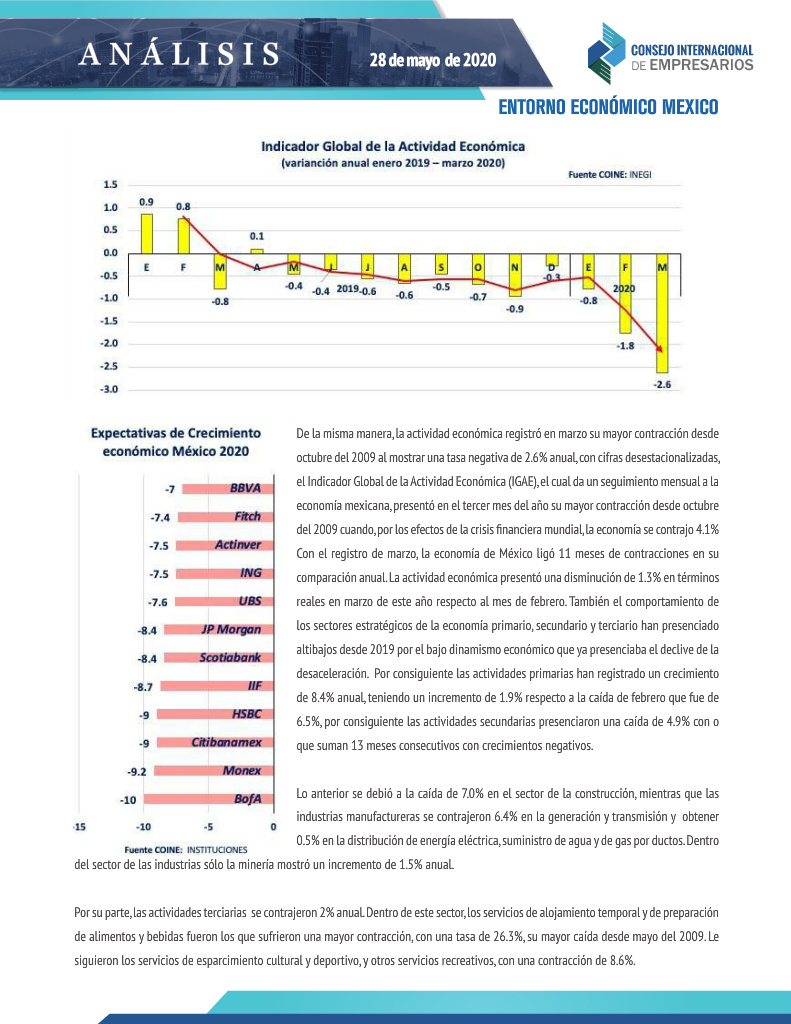 ANÁLISIS
28 de mayo de 2020
CONSEJO INTERNACIONAL
DE EMPRESARIOS
ENTORNO ECONÓMICO MEXICO
Indicador Global de la Actividad Económica
(varianción anual enero 2019 – marzo 2020)
Fuente COINE: INEGI
1.5
1.0
0.5
0.0
-0.5
-1.0
-1.5
-2.0
-2.5
-3.0
0.9
0.8
0.1
E F M A M J J A S O N D E F M
-0.8
-0.4
-0.4
2019
-0.6
-0.6
-0.5
-0.7
-0.9
-0.3
-0.8
2020
-1.8
-2.6
Expectativas de Crecimiento
económico México 2020
-7 BBVA
-7.4 Fitch
-7.5 Actinver
-7.5 ING
-7.6 UBS
-8.4 JP Morgan
-8.4 Scotiabank
-8.7 IIF
-9 HSBC
-9 Citibanamex
-9.2 Monex
-10 BofA
-15 -10 -5 0
Fuente COINE: INSTITUCIONES
De la misma manera, la actividad económica registró en marzo su mayor contracción desde
octubre del 2009 al mostrar una tasa negativa de 2.6% anual, con cifras desestacionalizadas,
el Indicador Global de la Actividad Económica (IGAE), el cual da un seguimiento mensual a la
economía mexicana, presentó en el tercer mes del año su mayor contracción desde octubre
del 2009 cuando, por los efectos de la crisis financiera mundial, la economía se contrajo 4.1%
Con el registro de marzo, la economía de México ligó 11 meses de contracciones en su
comparación anual. La actividad económica presentó una disminución de 1.3% en términos
reales en marzo de este año respecto al mes de febrero. También el comportamiento de
los sectores estratégicos de la economía primario, secundario y terciario han presenciado
altibajos desde 2019 por el bajo dinamismo económico que ya presenciaba el declive de la
desaceleración. Por consiguiente las actividades primarias han registrado un crecimiento
de 8.4% anual, teniendo un incremento de 1.9% respecto a la caída de febrero que fue de
6.5%, por consiguiente las actividades secundarias presenciaron una caída de 4.9% con o
que suman 13 meses consecutivos con crecimientos negativos.
Lo anterior se debió a la caída de 7.0% en el sector de la construcción, mientras que las
industrias manufactureras se contrajeron 6.4% en la generación y transmisión y obtener
0.5% en la distribución de energía eléctrica, suministro de agua y de gas por ductos. Dentro
del sector de las industrias sólo la minería mostró un incremento de 1.5% anual.
Por su parte, las actividades terciarias se contrajeron 2% anual. Dentro de este sector, los servicios de alojamiento temporal y de preparación
de alimentos y bebidas fueron los que sufrieron una mayor contracción, con una tasa de 26.3%, su mayor caída desde mayo del 2009. Le
siguieron los servicios de esparcimiento cultural y deportivo, y otros servicios recreativos, con una contracción de 8.6%.